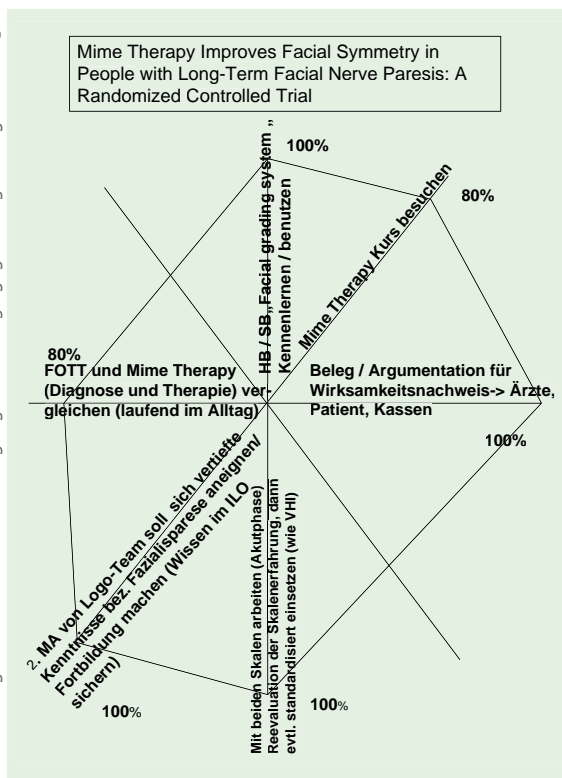 Mime Therapy Improves Facial Symmetry in
People with Long-Term Facial Nerve Paresis: A
Randomized Controlled Trial
100%
HB / SB „Facial grading system „
Kennenlernen / benutzen
80%
Mime Therapy Kurs besuchen
80%
FOTT und Mime Therapy
(Diagnose und Therapie) ver-
gleichen (laufend im Alltag)
Beleg / Argumentation für
Wirksamkeitsnachweis-> Ärzte,
Patient, Kassen
100%
2. MA von Logo-Team soll sich vertiefte
Kenntnisse bez. Fazialisparese aneignen/
Fortbildung machen (Wissen im ILO
sichern)
100%
Mit beiden Skalen arbeiten (Akutphase)
Reevaluation der Skalenerfahrung, dann
evtl. standardisiert einsetzen (wie VHI)
100%